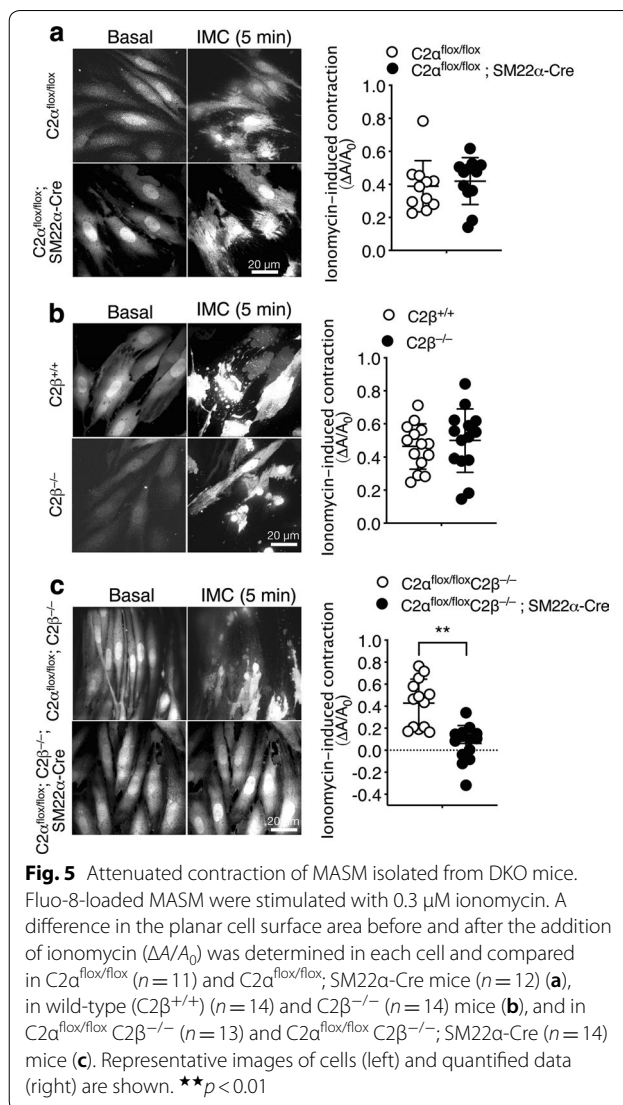 a
Basal IMC (5 min)
C2α^flox/flox
C2α^flox/flox; SM22α-Cre
20 µm
C2α^flox/flox
C2α^flox/flox ; SM22α-Cre
Ionomycin–induced contraction (ΔA/A₀)
1.0
0.8
0.6
0.4
0.2
0.0
b
Basal IMC (5 min)
C2β^+/+
C2β^–/–
20 µm
C2β^+/+
C2β^–/–
Ionomycin–induced contraction (ΔA/A₀)
1.0
0.8
0.6
0.4
0.2
0.0
c
Basal IMC (5 min)
C2α^flox/flox; C2β^–/–
C2α^flox/flox; C2β^–/–; SM22α-Cre
20 µm
C2α^flox/flox C2β^–/–
C2α^flox/flox C2β^–/– ; SM22α-Cre
**
Ionomycin–induced contraction (ΔA/A₀)
1.0
0.8
0.6
0.4
0.2
0.0
-0.2
-0.4
Fig. 5 Attenuated contraction of MASM isolated from DKO mice.
Fluo-8-loaded MASM were stimulated with 0.3 µM ionomycin. A
difference in the planar cell surface area before and after the addition
of ionomycin (ΔA/A₀) was determined in each cell and compared
in C2α^flox/flox (n = 11) and C2α^flox/flox; SM22α-Cre mice (n = 12) (a),
in wild-type (C2β^+/+) (n = 14) and C2β^−/− (n = 14) mice (b), and in
C2α^flox/flox C2β^−/− (n = 13) and C2α^flox/flox C2β^−/−; SM22α-Cre (n = 14)
mice (c). Representative images of cells (left) and quantified data
(right) are shown. ★★p < 0.01